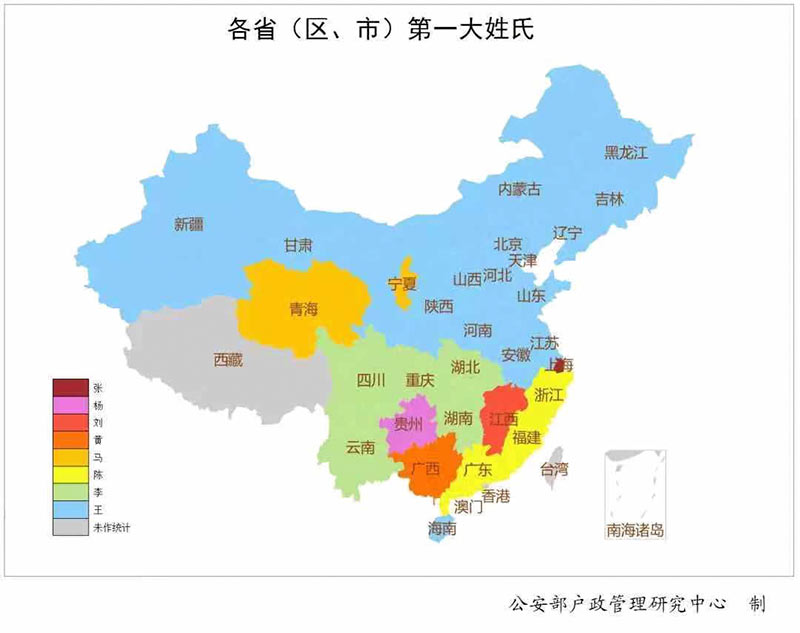 各省（区、市）第一大姓氏
黑龙江
内蒙古
吉林
新疆
辽宁
甘肃
北京
天津
宁夏
山西
河北
青海
山东
陕西
河南
江苏
安徽
西藏
上海
湖北
四川
重庆
浙江
贵州
湖南
江西
福建
云南
广西
广东
台湾
香港
澳门
海南
南海诸岛
张
杨
刘
黄
马
陈
李
王
未作统计
公安部户政管理研究中心 制